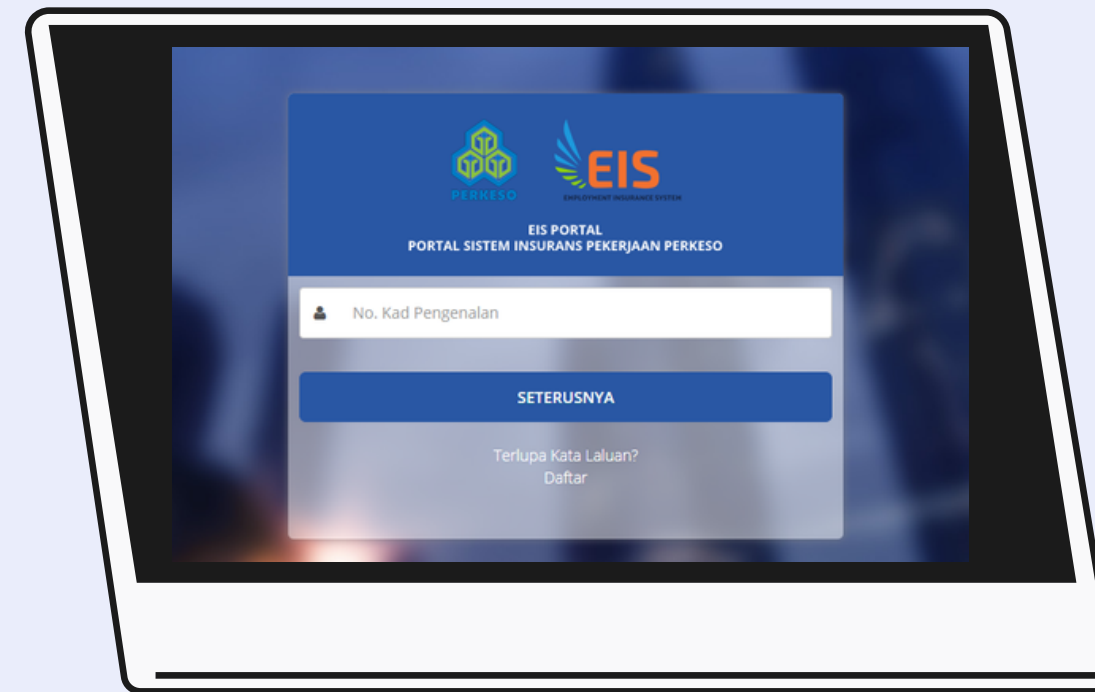 PERKESO
EIS
EMPLOYMENT INSURANCE SYSTEM
EIS PORTAL
PORTAL SISTEM INSURANS PEKERJAAN PERKESO
No. Kad Pengenalan
SETERUSNYA
Terlupa Kata Laluan?
Daftar